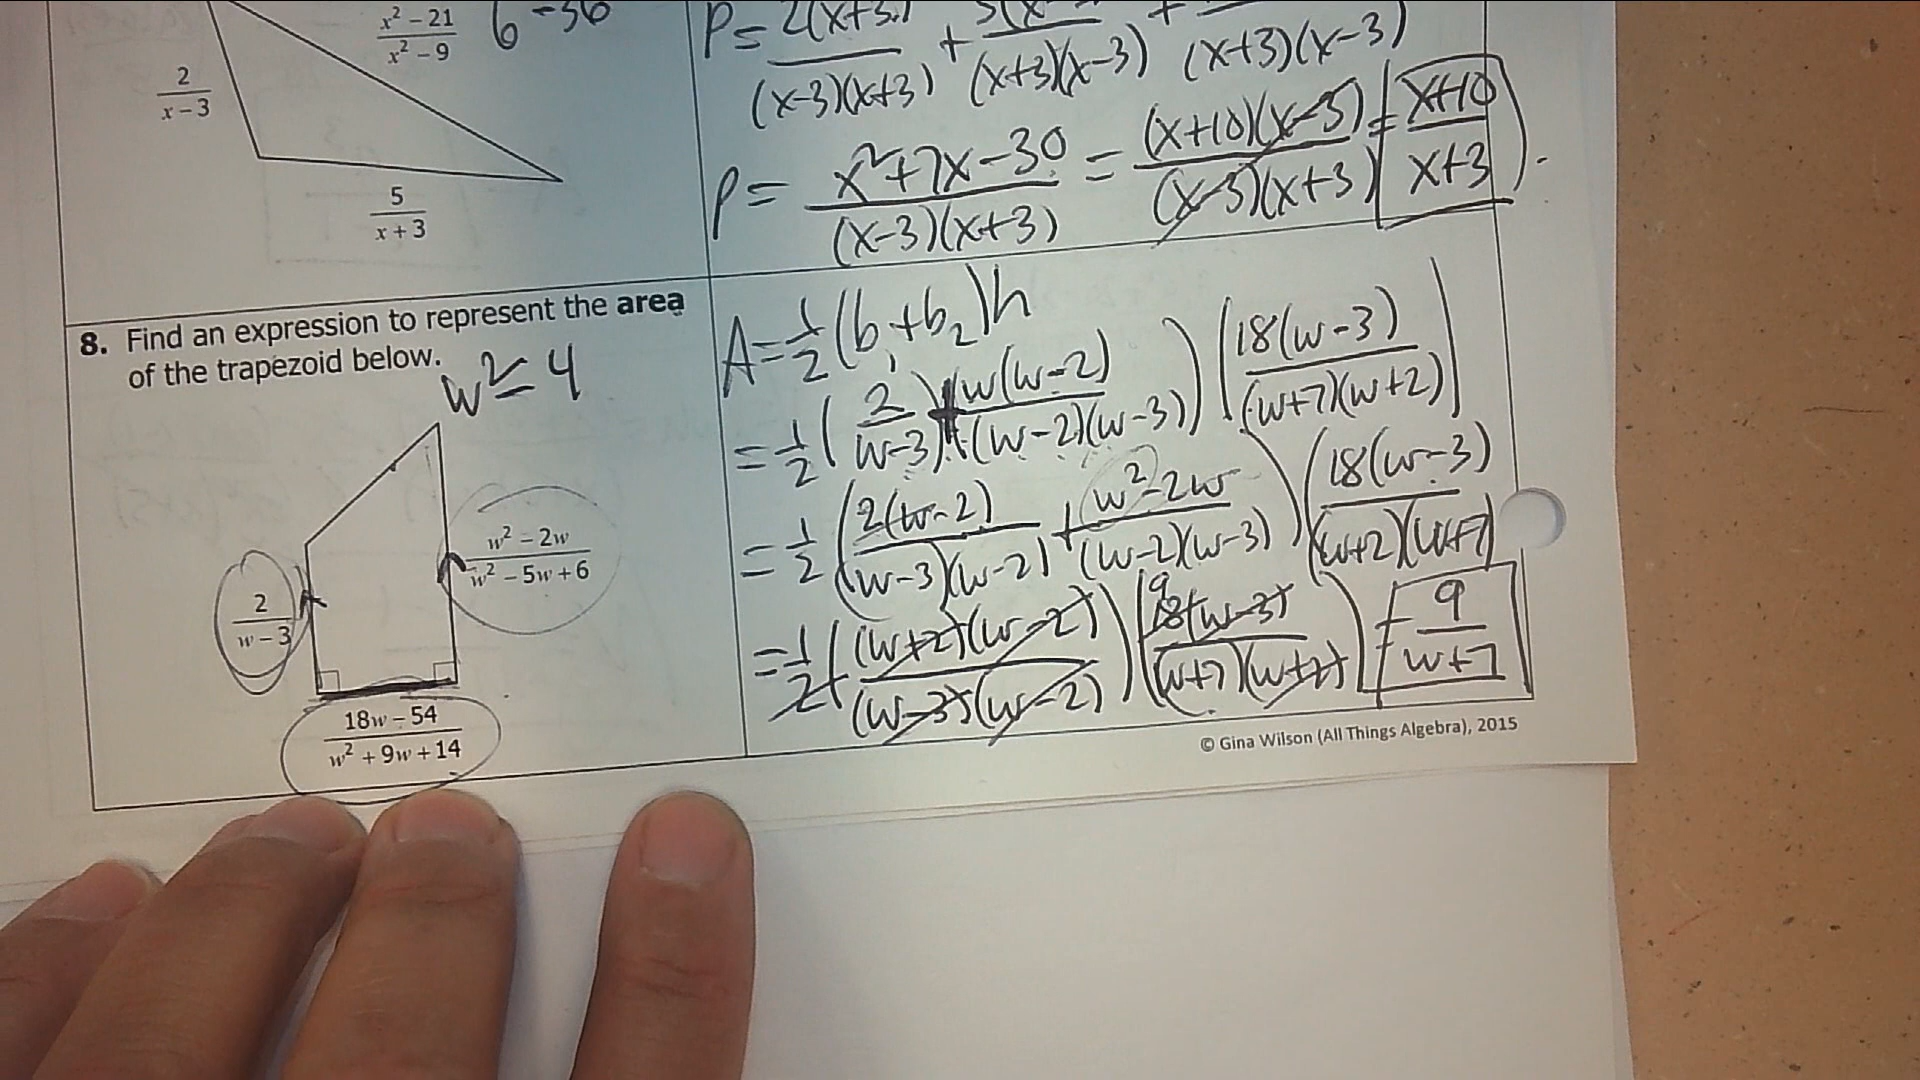 x² – 21
x² – 9
6 -36
2
x – 3
5
x + 3
P= 2(x+3) + 5(x +
(x-3)(x+3) (x+3)(x-3) (x+3)(x-3)
P= x²+7x-30 = (x+10)(x-3) = x+10
(x-3)(x+3) (x-3)(x+3) x+3
8. Find an expression to represent the area
of the trapezoid below.
w²-4
w² – 2w
w² – 5w + 6
2
w – 3
18w – 54
w² + 9w + 14
A=1/2(b₁+b₂)h
=1/2(2/(w-3)+w(w-2)/((w-2)(w-3)))(18(w-3)/((w+7)(w+2)))
=1/2(2(w-2)/((w-3)(w-2))+(w²-2w)/((w-2)(w-3)))(18(w-3)/((w+2)(w+7)))
=1/2((w+2)(w-2)/((w-3)(w-2)))(9 18(w-3)/((w+7)(w+2)))=9/(w+7)
© Gina Wilson (All Things Algebra), 2015